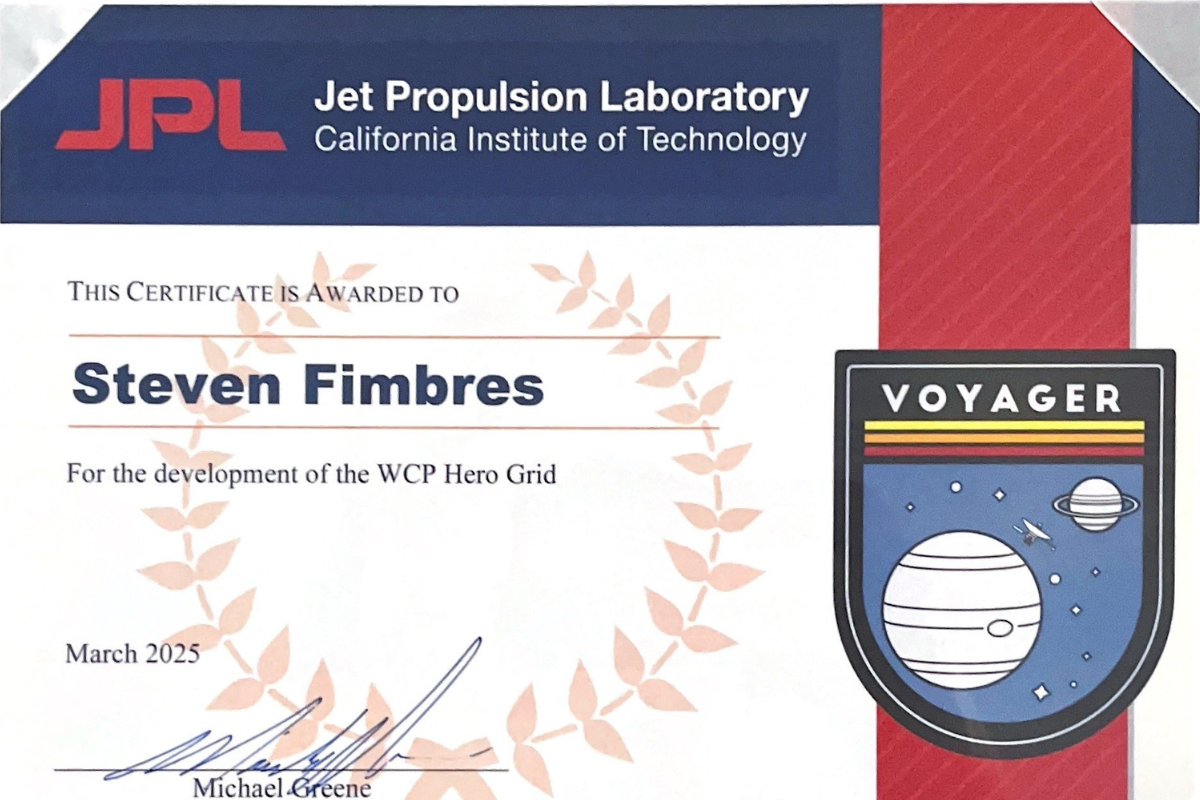 JPL
Jet Propulsion Laboratory
California Institute of Technology
THIS CERTIFICATE IS AWARDED TO
Steven Fimbres
For the development of the WCP Hero Grid
VOYAGER
March 2025
Michael Greene